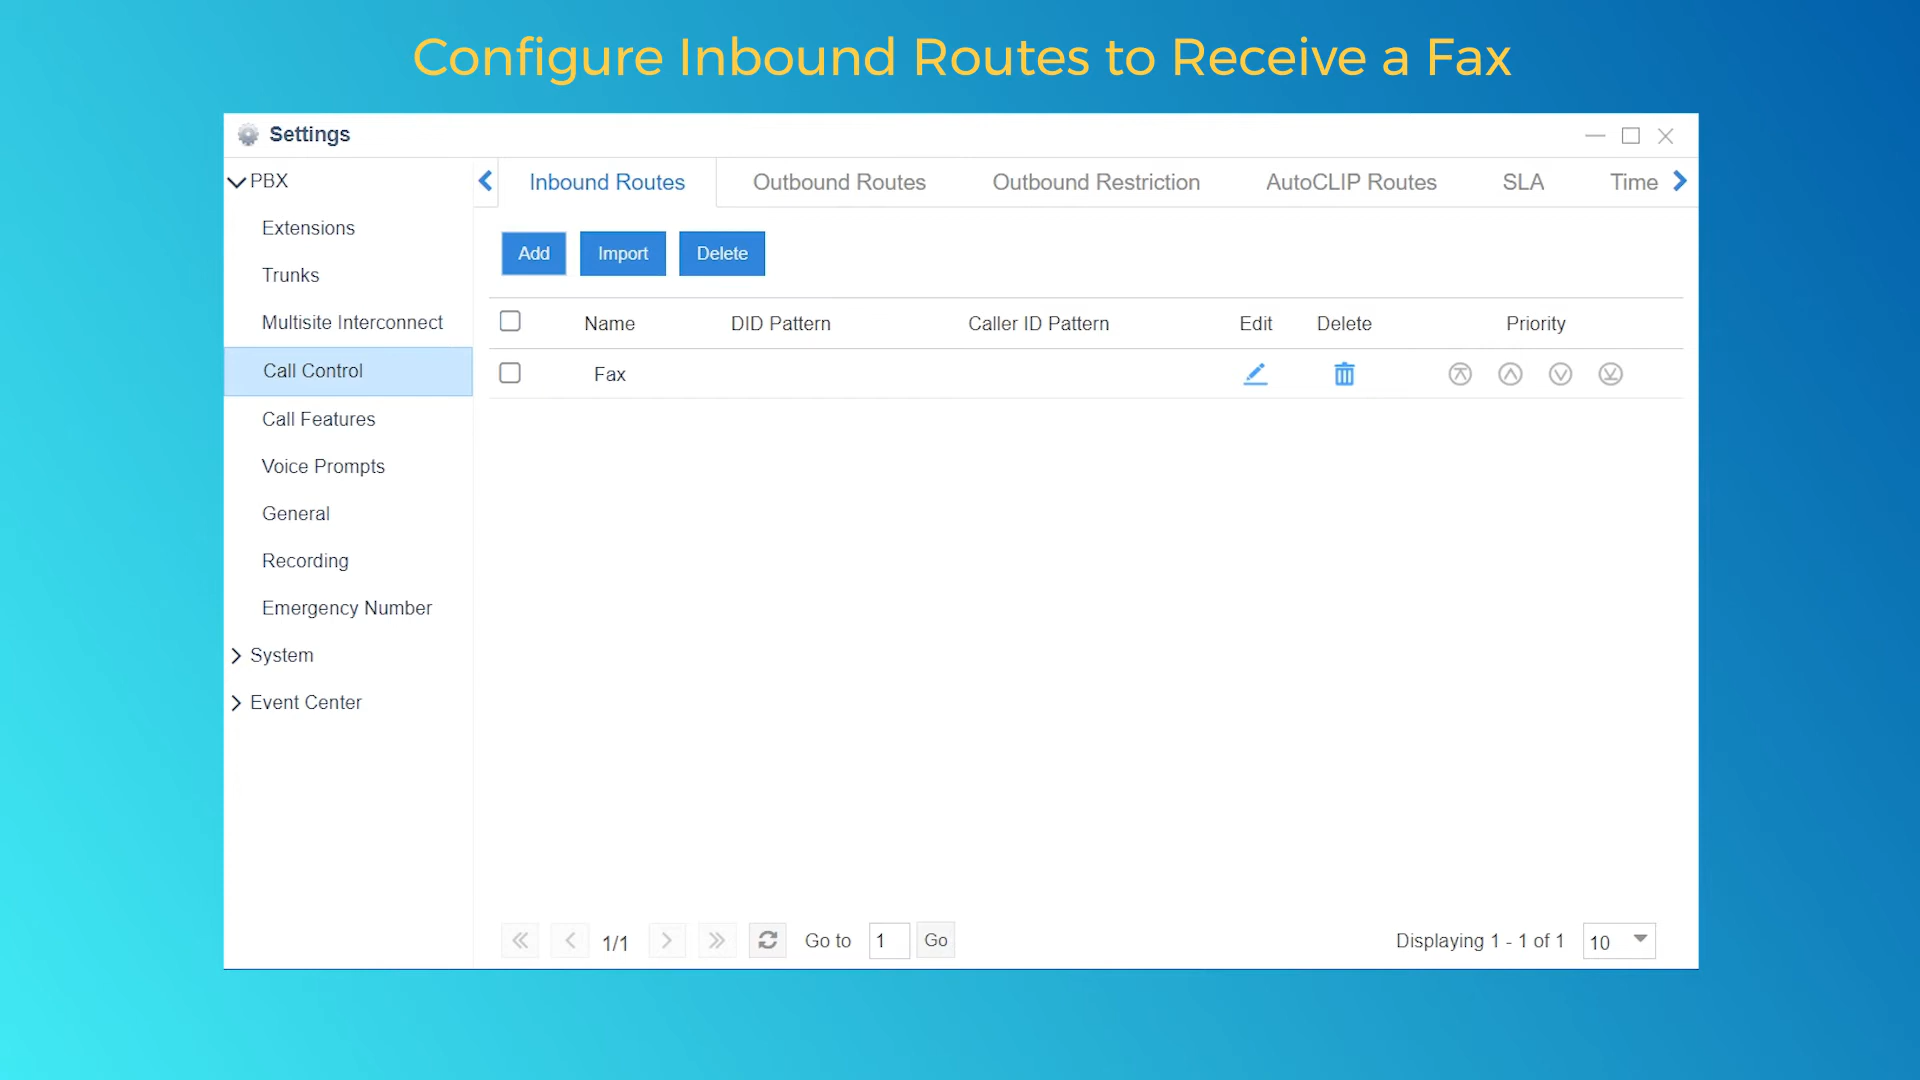 Configure Inbound Routes to Receive a Fax
Settings
PBX
Extensions
Trunks
Multisite Interconnect
Call Control
Call Features
Voice Prompts
General
Recording
Emergency Number
System
Event Center
Inbound Routes Outbound Routes Outbound Restriction AutoCLIP Routes SLA Time
Add Import Delete
Name DID Pattern Caller ID Pattern Edit Delete Priority
Fax
1/1 Go to 1 Go Displaying 1 - 1 of 1 10